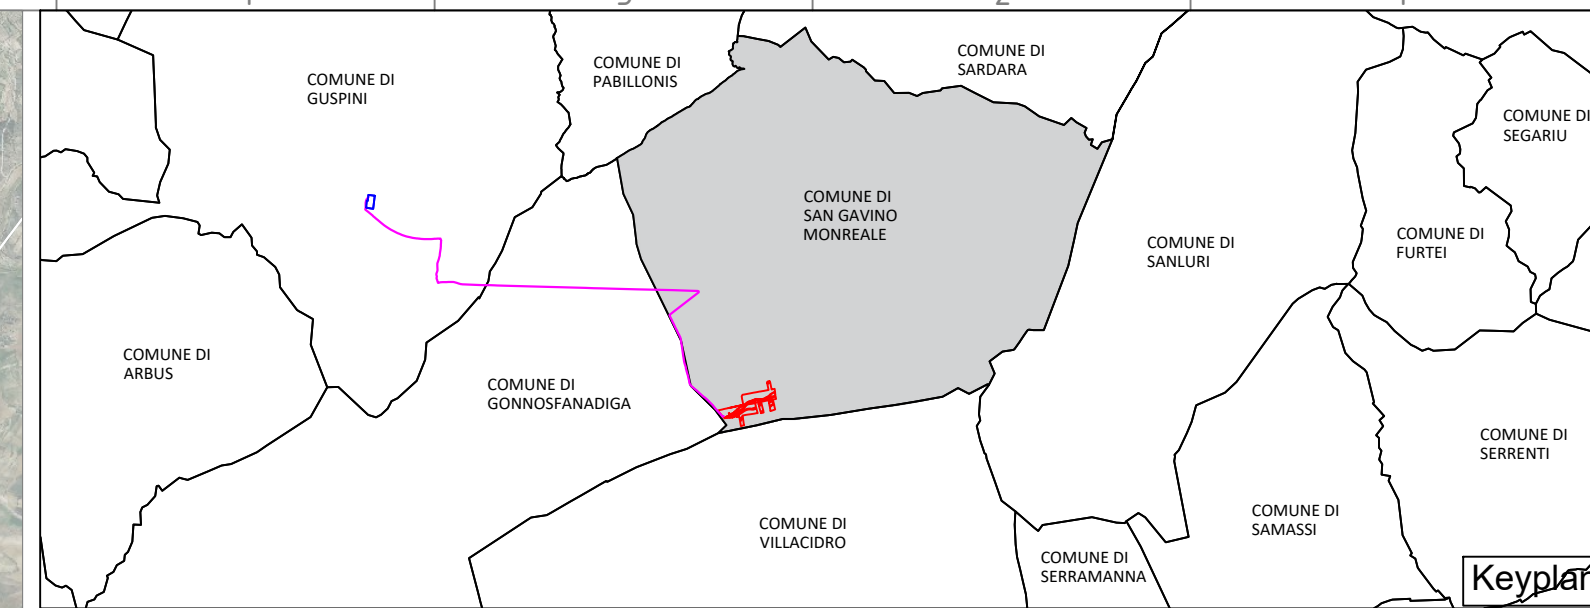 COMUNE DI
GUSPINI
COMUNE DI
PABILLONIS
COMUNE DI
SARDARA
COMUNE DI
SEGARIU
COMUNE DI
SAN GAVINO
MONREALE
COMUNE DI
SANLURI
COMUNE DI
FURTEI
COMUNE DI
ARBUS
COMUNE DI
GONNOSFANADIGA
COMUNE DI
SERRENTI
COMUNE DI
VILLACIDRO
COMUNE DI
SAMASSI
COMUNE DI
SERRAMANNA
Keyplan